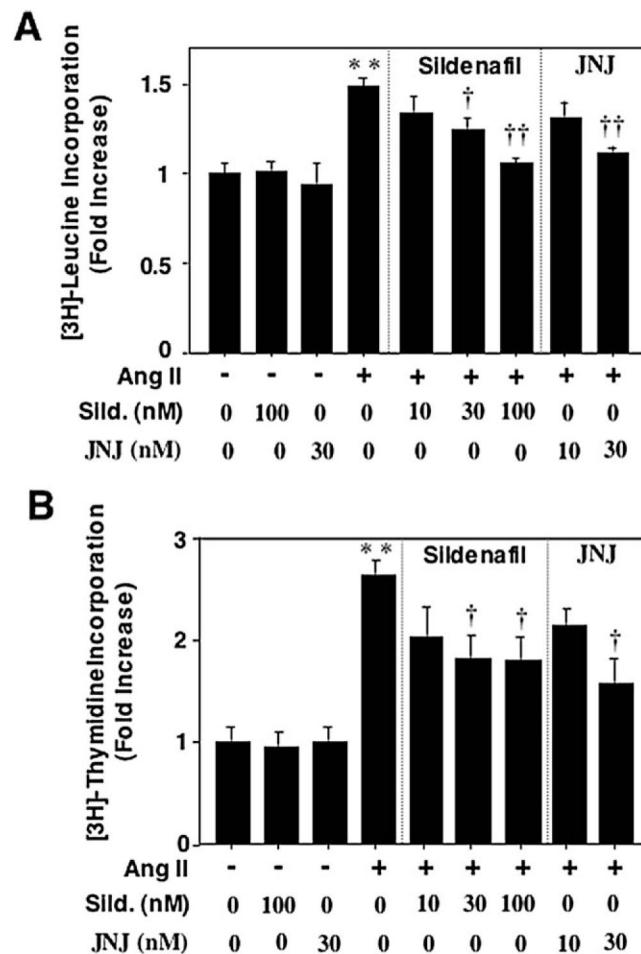 A
[3H]-Leucine Incorporation
(Fold Increase)
1.5
1
0.5
0
**
Sildenafil
†
††
JNJ
††
Ang II - - - + + + + + +
Sild. (nM) 0 100 0 0 10 30 100 0 0
JNJ (nM) 0 0 30 0 0 0 0 10 30
B
[3H]-ThymidineIncorporation
(Fold Increase)
3
2
1
0
**
Sildenafil
†
†
JNJ
†
Ang II - - - + + + + + +
Sild. (nM) 0 100 0 0 10 30 100 0 0
JNJ (nM) 0 0 30 0 0 0 0 10 30